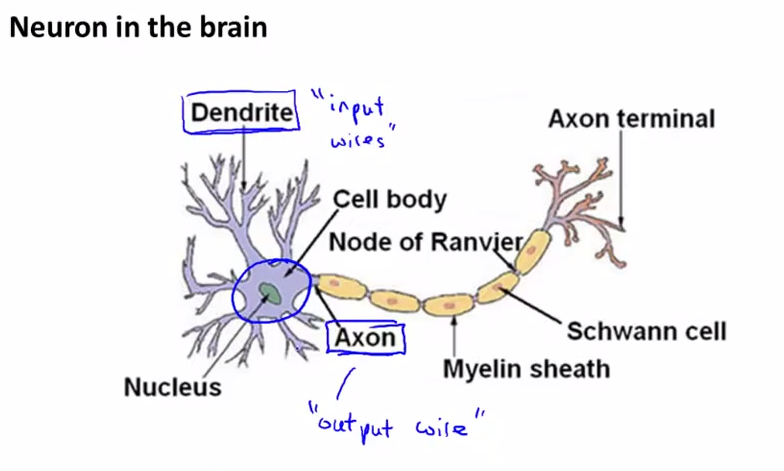 Neuron in the brain
Dendrite
"input
wires"
Axon terminal
Cell body
Node of Ranvier
Axon
Schwann cell
Myelin sheath
Nucleus
"output wire"